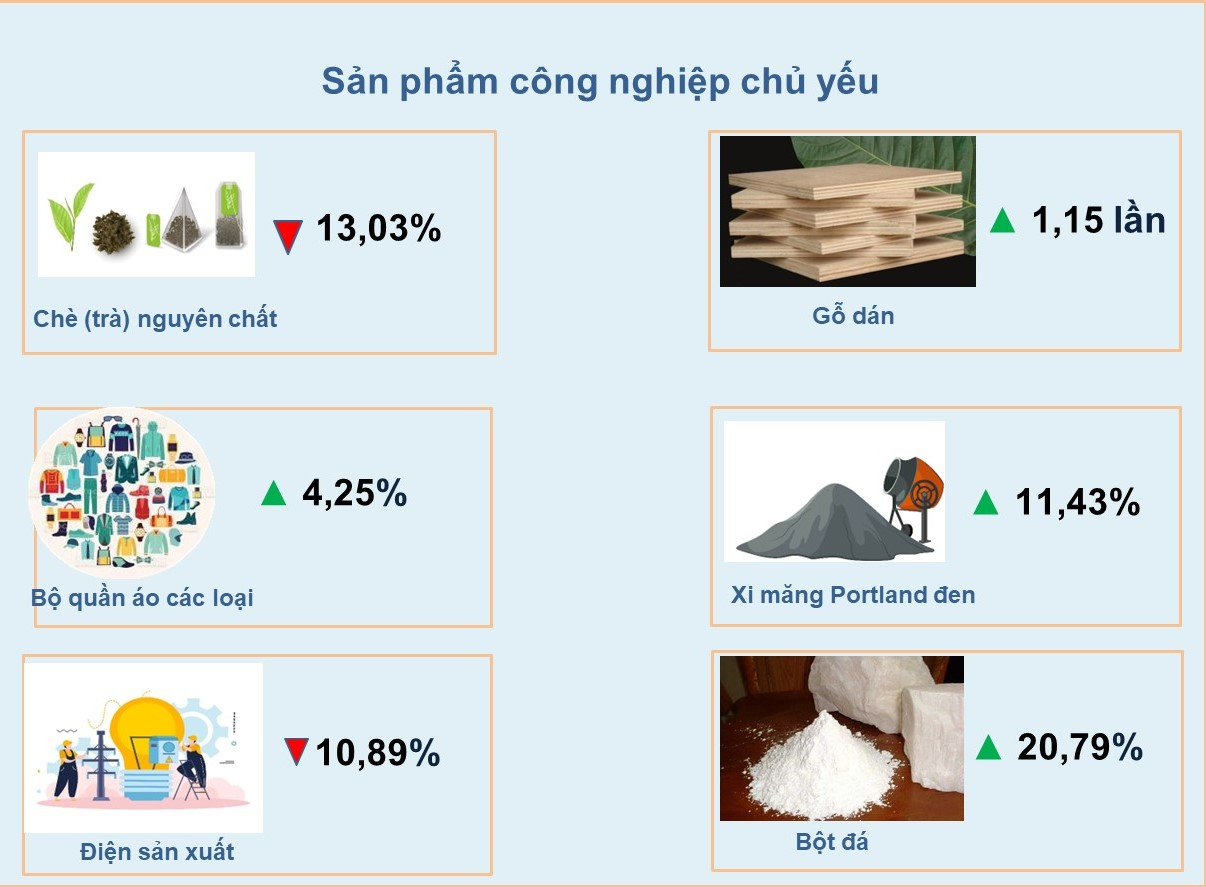 Sản phẩm công nghiệp chủ yếu
13,03%
Chè (trà) nguyên chất
1,15 lần
Gỗ dán
4,25%
Bộ quần áo các loại
11,43%
Xi măng Portland đen
10,89%
Điện sản xuất
20,79%
Bột đá